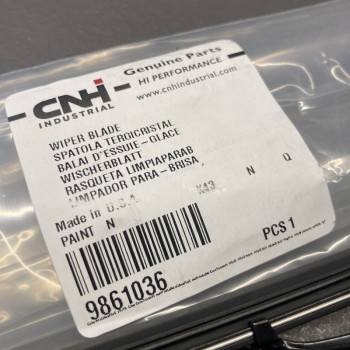 CNH
INDUSTRIAL
Genuine Parts
HI PERFORMANCE
www.cnhindustrial.com
WIPER BLADE
SPATOLA TERGICRISTAL
BALAI D'ESSUIE-GLACE
WISCHERBLATT
RASQUETA LIMPIAPARAB
LIMPADOR PARA-BRISA,
Made in U.S.A. X43 N Q
PAINT N
PCS 1
9861036